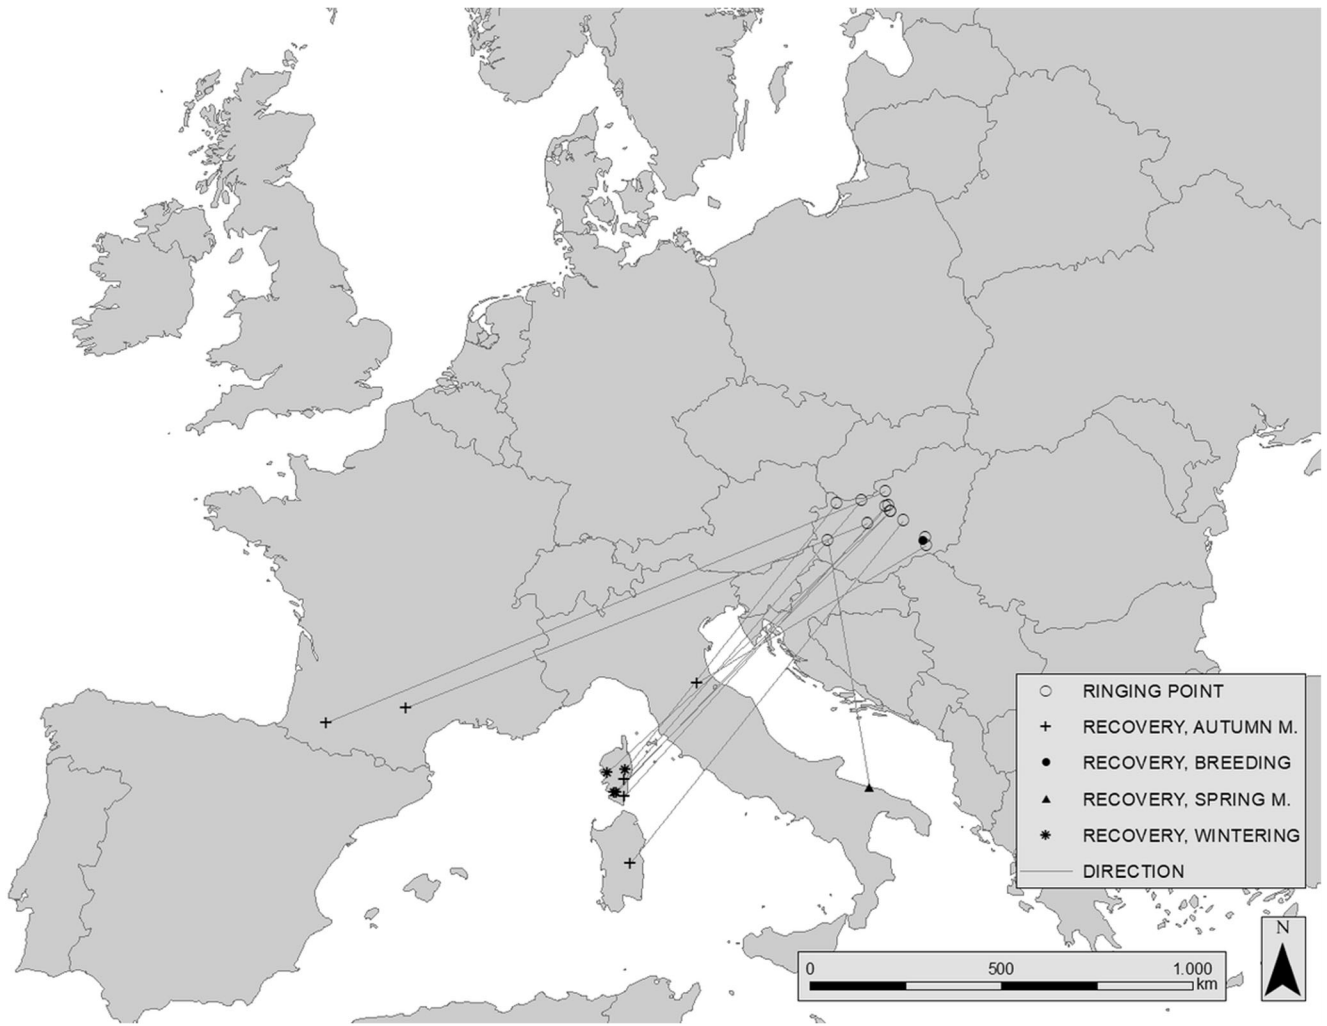 RINGING POINT
RECOVERY, AUTUMN M.
RECOVERY, BREEDING
RECOVERY, SPRING M.
RECOVERY, WINTERING
DIRECTION
N
0 500 1.000
km